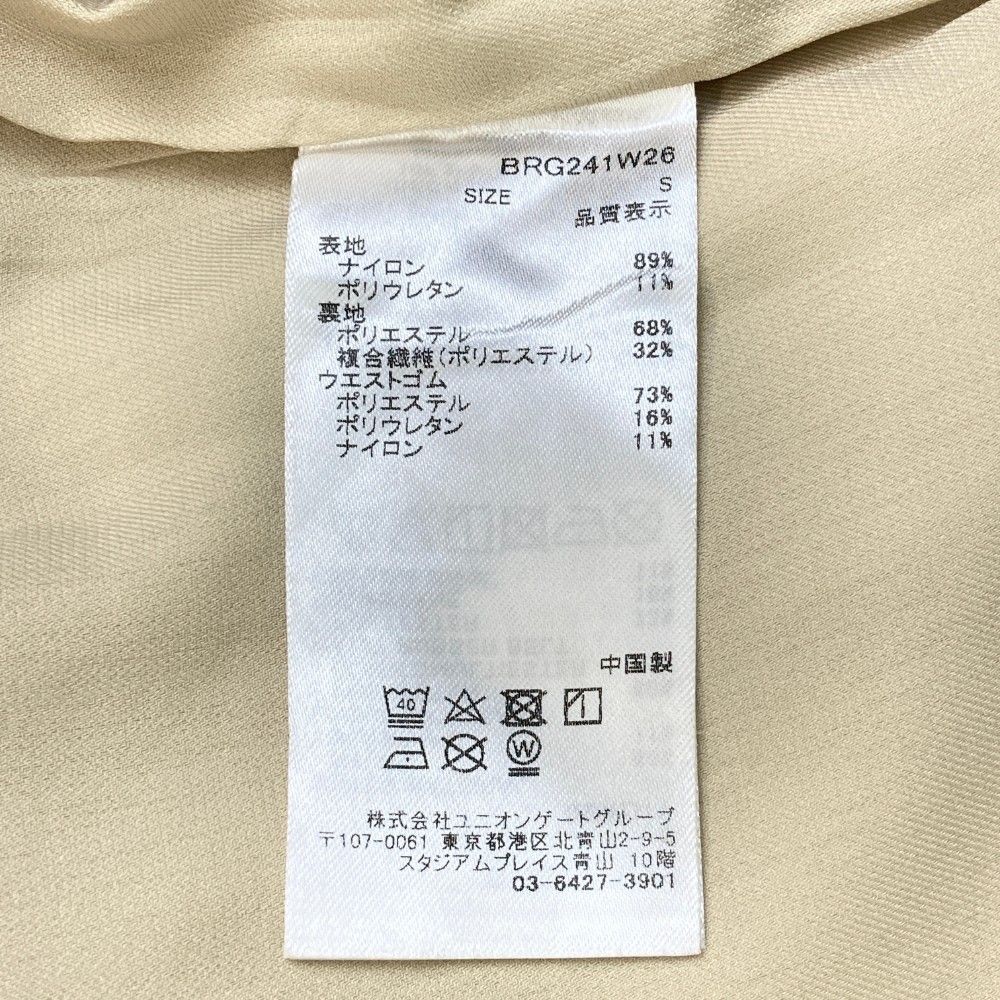 BRG241W26
SIZE S
品質表示
表地
ナイロン 89%
ポリウレタン 11%
裏地
ポリエステル 68%
複合繊維(ポリエステル) 32%
ウエストゴム
ポリエステル 73%
ポリウレタン 16%
ナイロン 11%
中国製
40
W
株式会社ユニオンゲートグループ
〒107-0061 東京都港区北青山2-9-5
スタジアムプレイス青山 10階
03-6427-3901